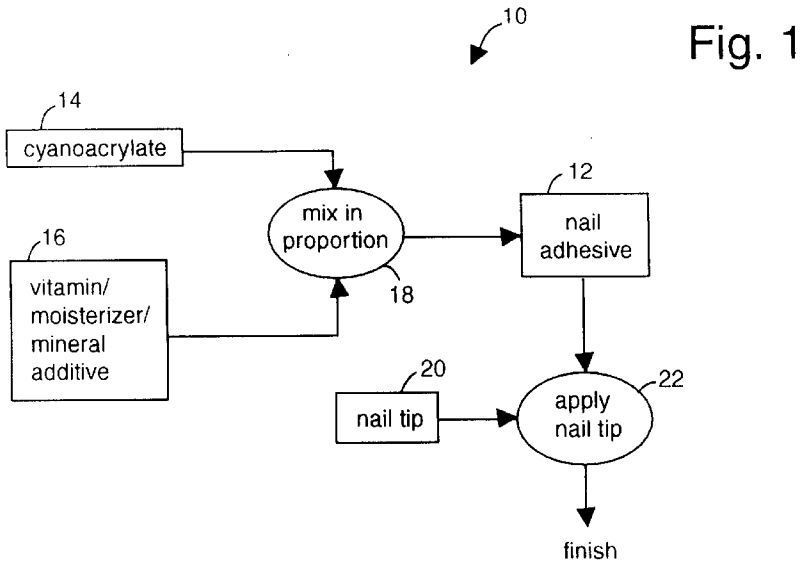 10
Fig. 1
14
cyanoacrylate
12
mix in
proportion
nail
adhesive
16
18
vitamin/
moisterizer/
mineral
additive
20
22
nail tip
apply
nail tip
finish